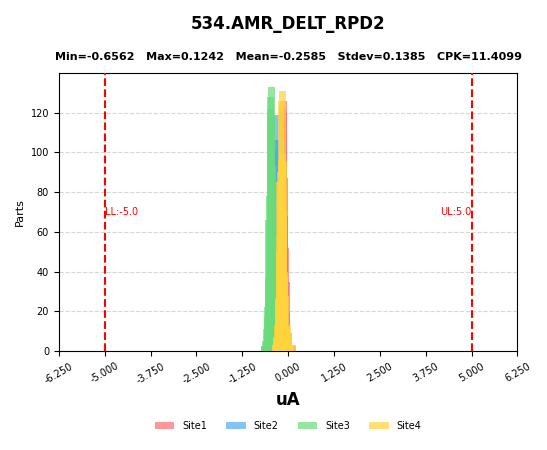 534.AMR_DELT_RPD2
Min=-0.6562 Max=0.1242 Mean=-0.2585 Stdev=0.1385 CPK=11.4099
Parts
120
100
80
60
40
20
0
LL:-5.0
UL:5.0
-6.250 -5.000 -3.750 -2.500 -1.250 0.000 1.250 2.500 3.750 5.000 6.250
uA
Site1 Site2 Site3 Site4